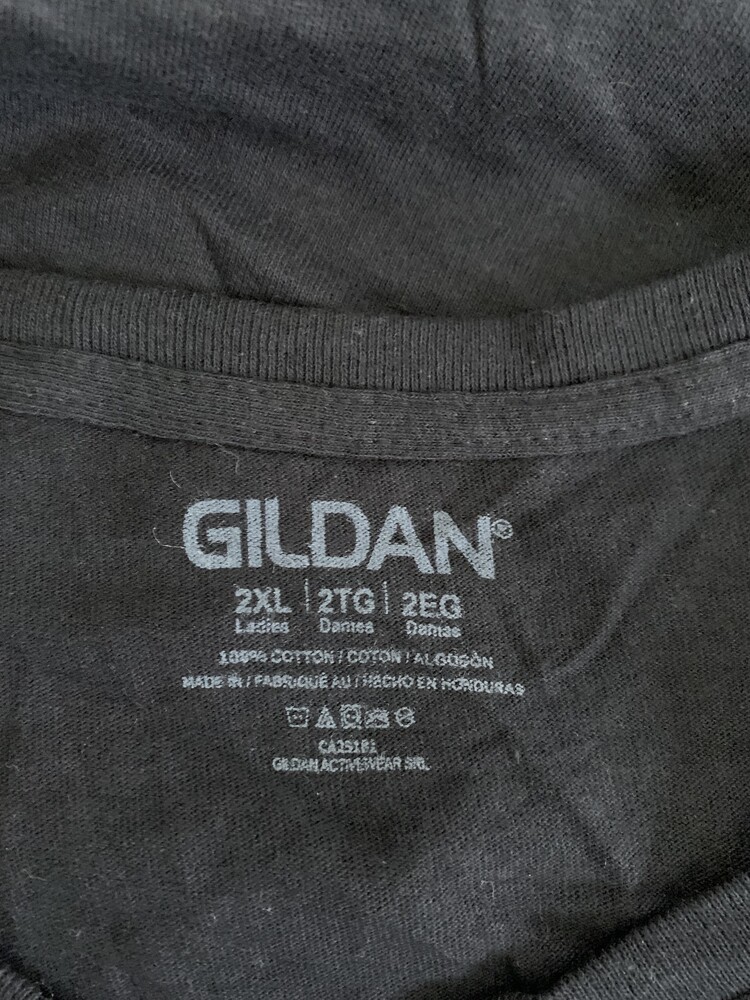 GILDAN®
2XL | 2TG | 2EG
Ladies Dames Damas
100% COTTON / COTON / ALGODÓN
MADE IN / FABRIQUÉ AU / HECHO EN HONDURAS
GILDAN ACTIVEWEAR SRL